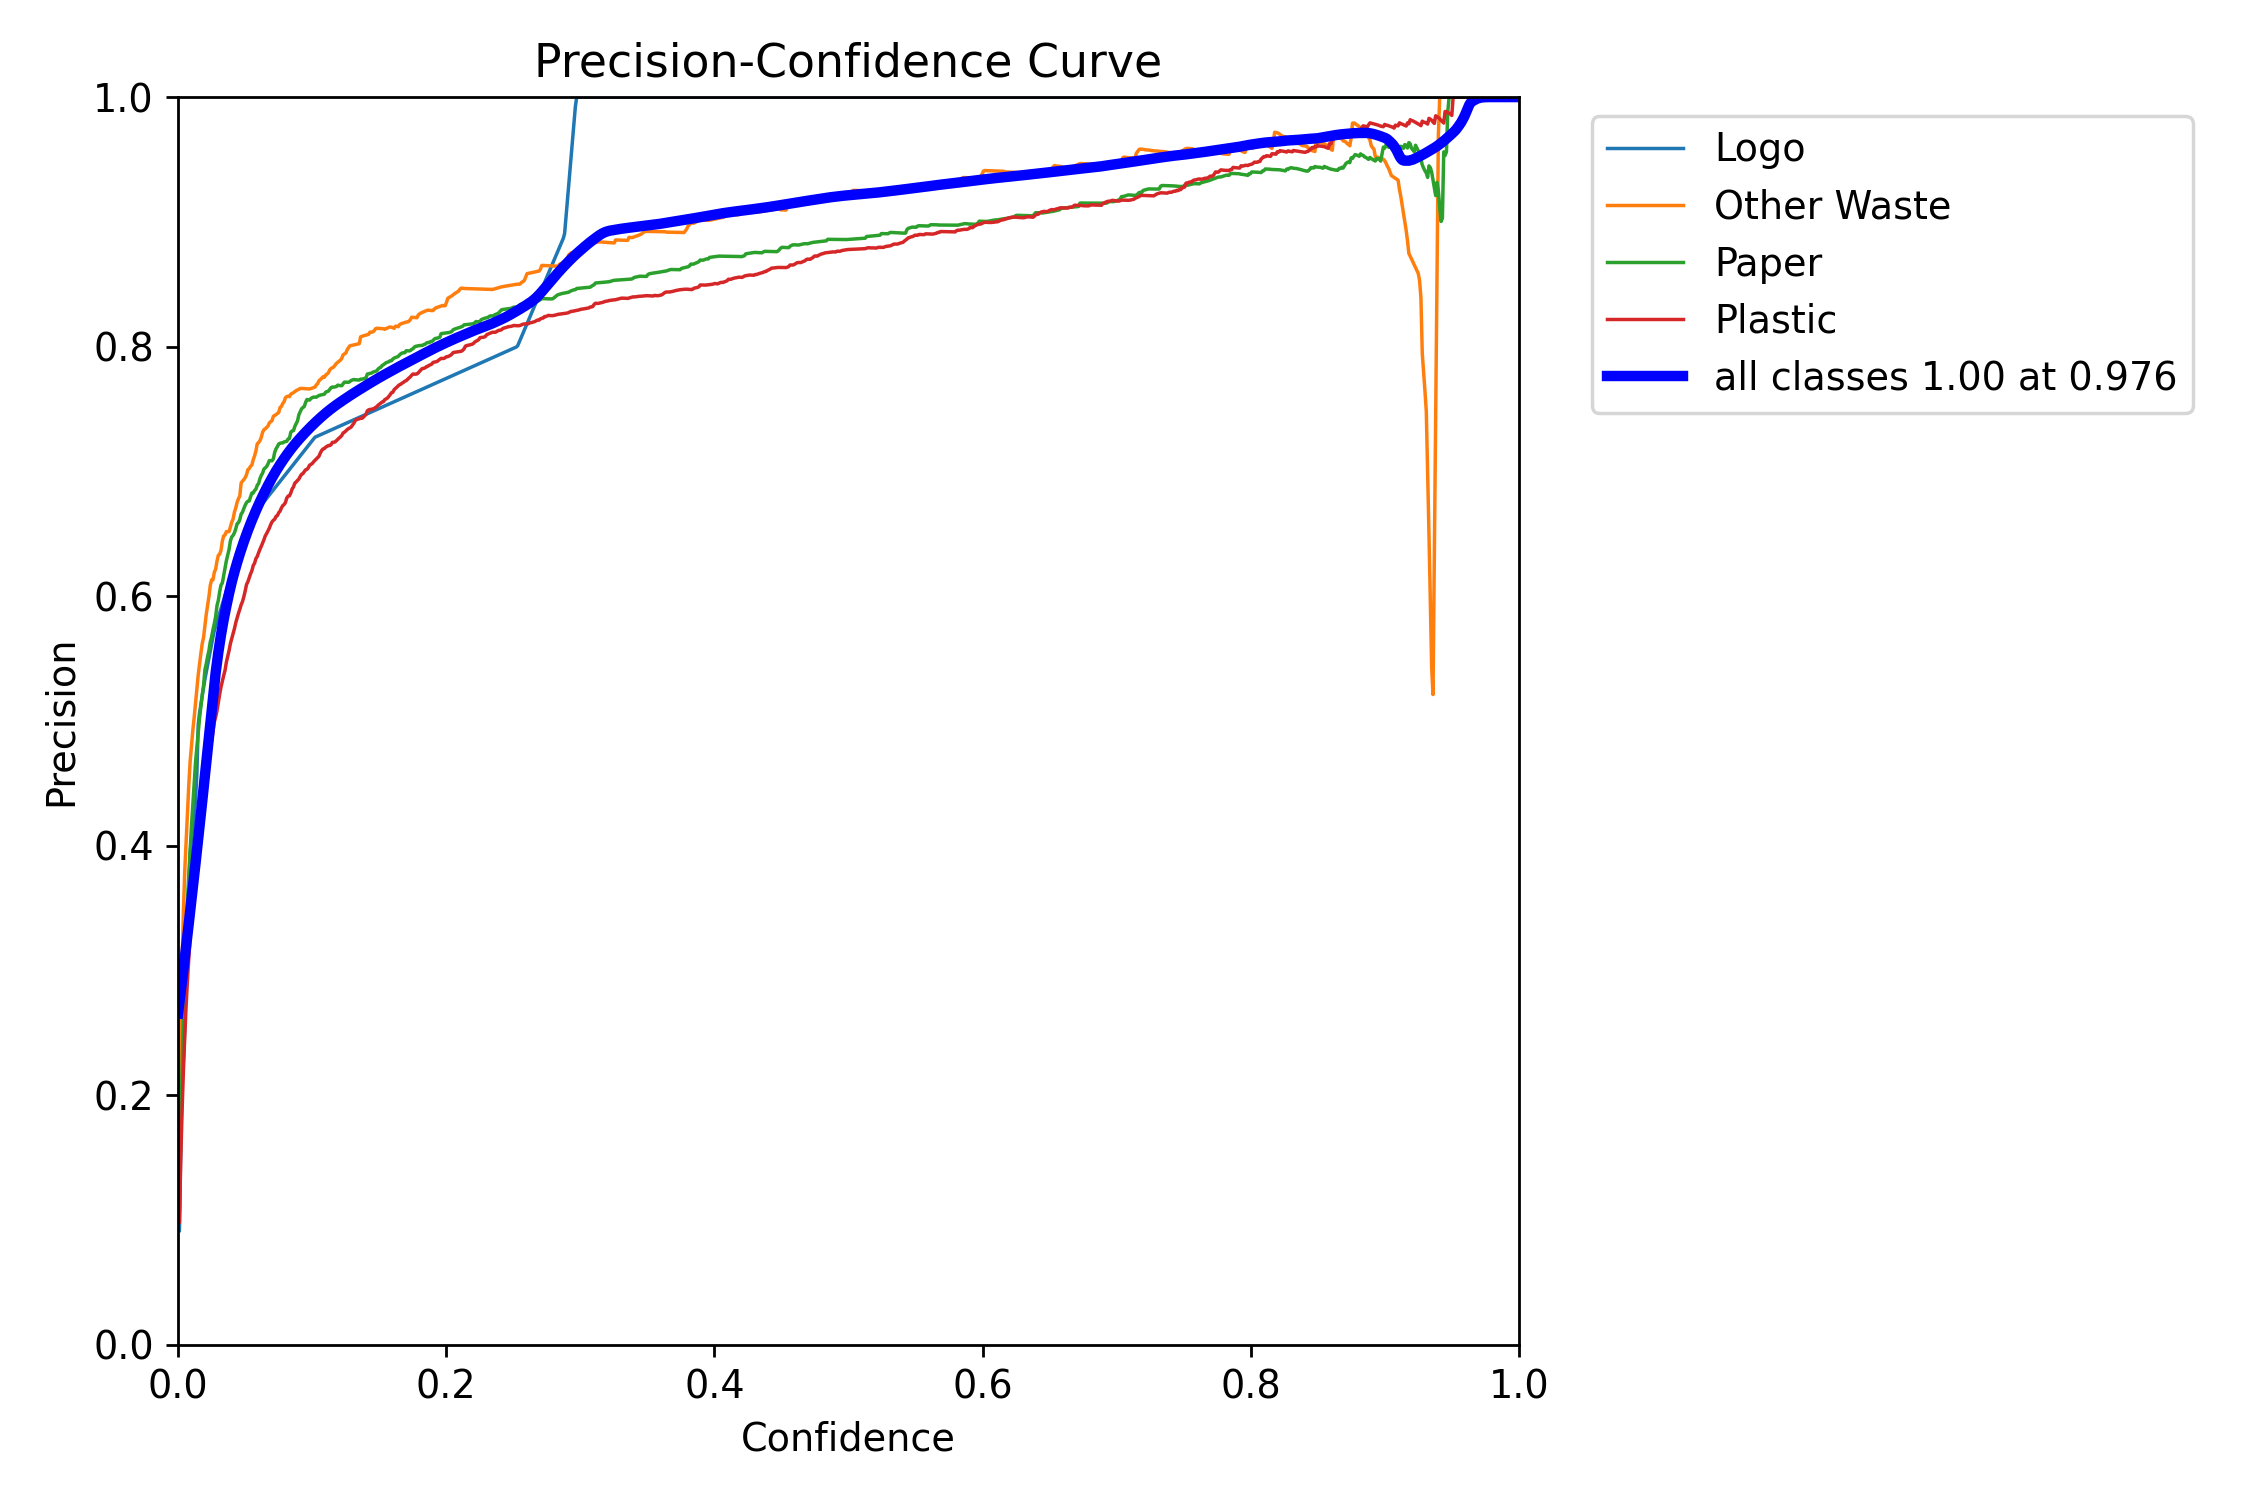 Precision-Confidence Curve
1.0
0.8
0.6
0.4
0.2
0.0
Precision
0.0 0.2 0.4 0.6 0.8 1.0
Confidence
Logo
Other Waste
Paper
Plastic
all classes 1.00 at 0.976